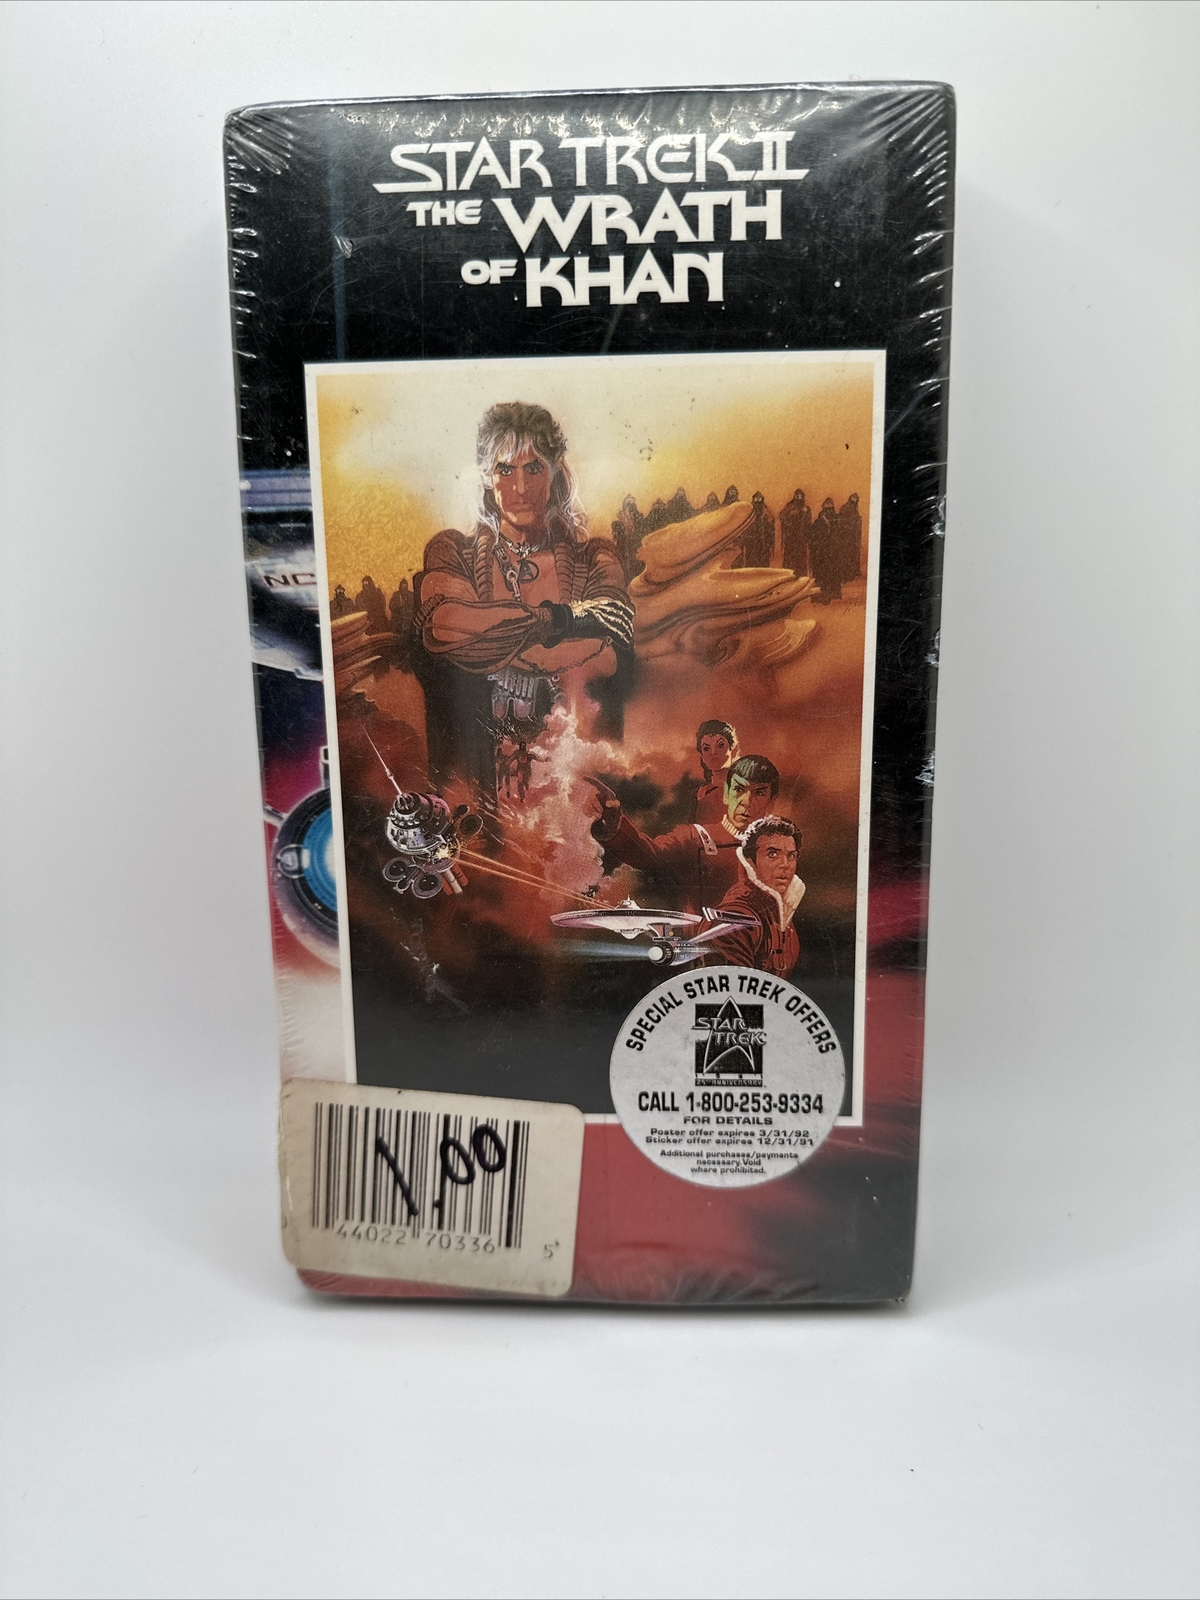 STAR TREK II
THE WRATH
OF KHAN
NC
SPECIAL STAR TREK OFFERS
STAR
TREK
25TH ANNIVERSARY
CALL 1-800-253-9334
FOR DETAILS
Poster offer expires 3/31/92
Sticker offer expires 12/31/91
Additional purchases/payments
necessary. Void
where prohibited.
1.00
44022 70336 5